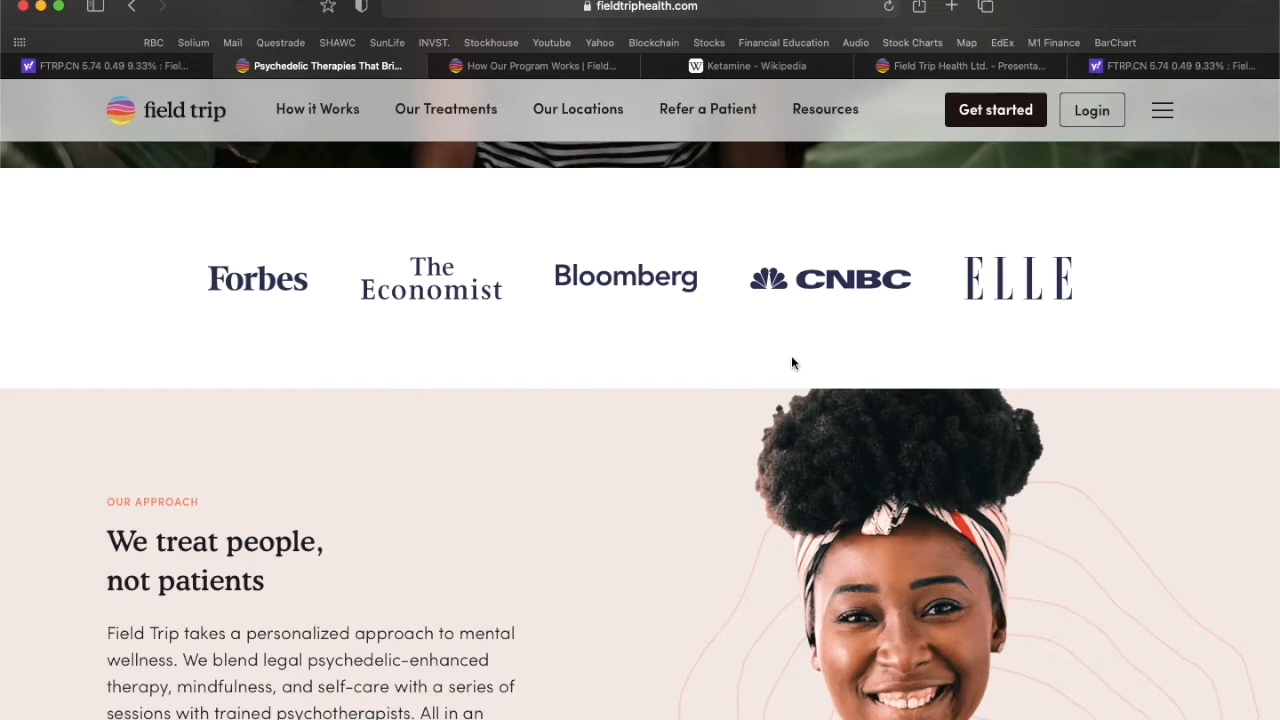 fieldtriphealth.com
RBC Solium Mail Questrade SHAWC SunLife INVST. Stockhouse Youtube Yahoo Blockchain Stocks Financial Education Audio Stock Charts Map EdEx M1 Finance BarChart
FTRP.CN 5.74 0.49 9.33% : Fiel... Psychedelic Therapies That Bri... How Our Program Works | Field... W Ketamine - Wikipedia Field Trip Health Ltd. - Presenta... FTRP.CN 5.74 0.49 9.33% : Fiel...
field trip How it Works Our Treatments Our Locations Refer a Patient Resources Get started Login
Forbes The Economist Bloomberg CNBC ELLE
OUR APPROACH
We treat people,
not patients
Field Trip takes a personalized approach to mental
wellness. We blend legal psychedelic-enhanced
therapy, mindfulness, and self-care with a series of
sessions with trained psychotherapists. All in an